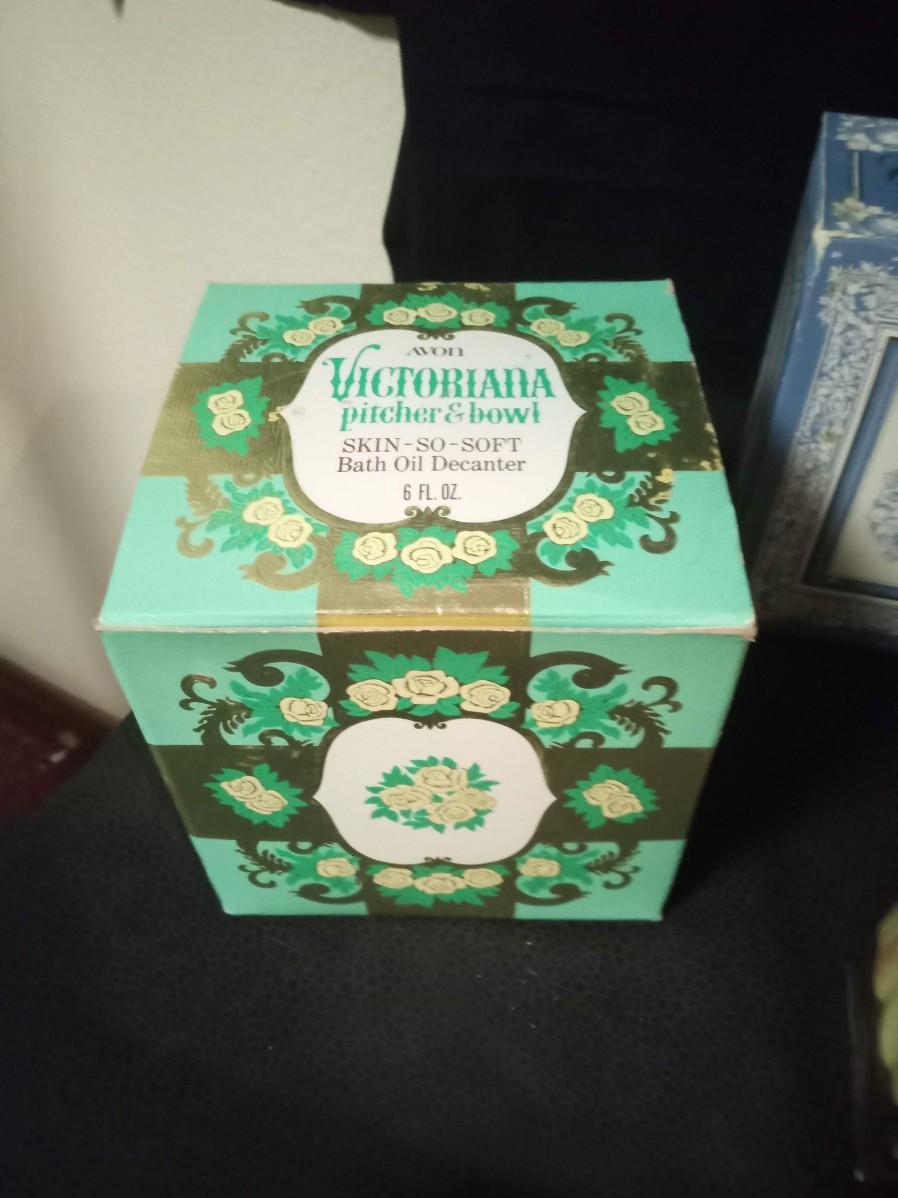 AVON
VICTORIANA
pitcher & bowl
SKIN-SO-SOFT
Bath Oil Decanter
6 FL. OZ.